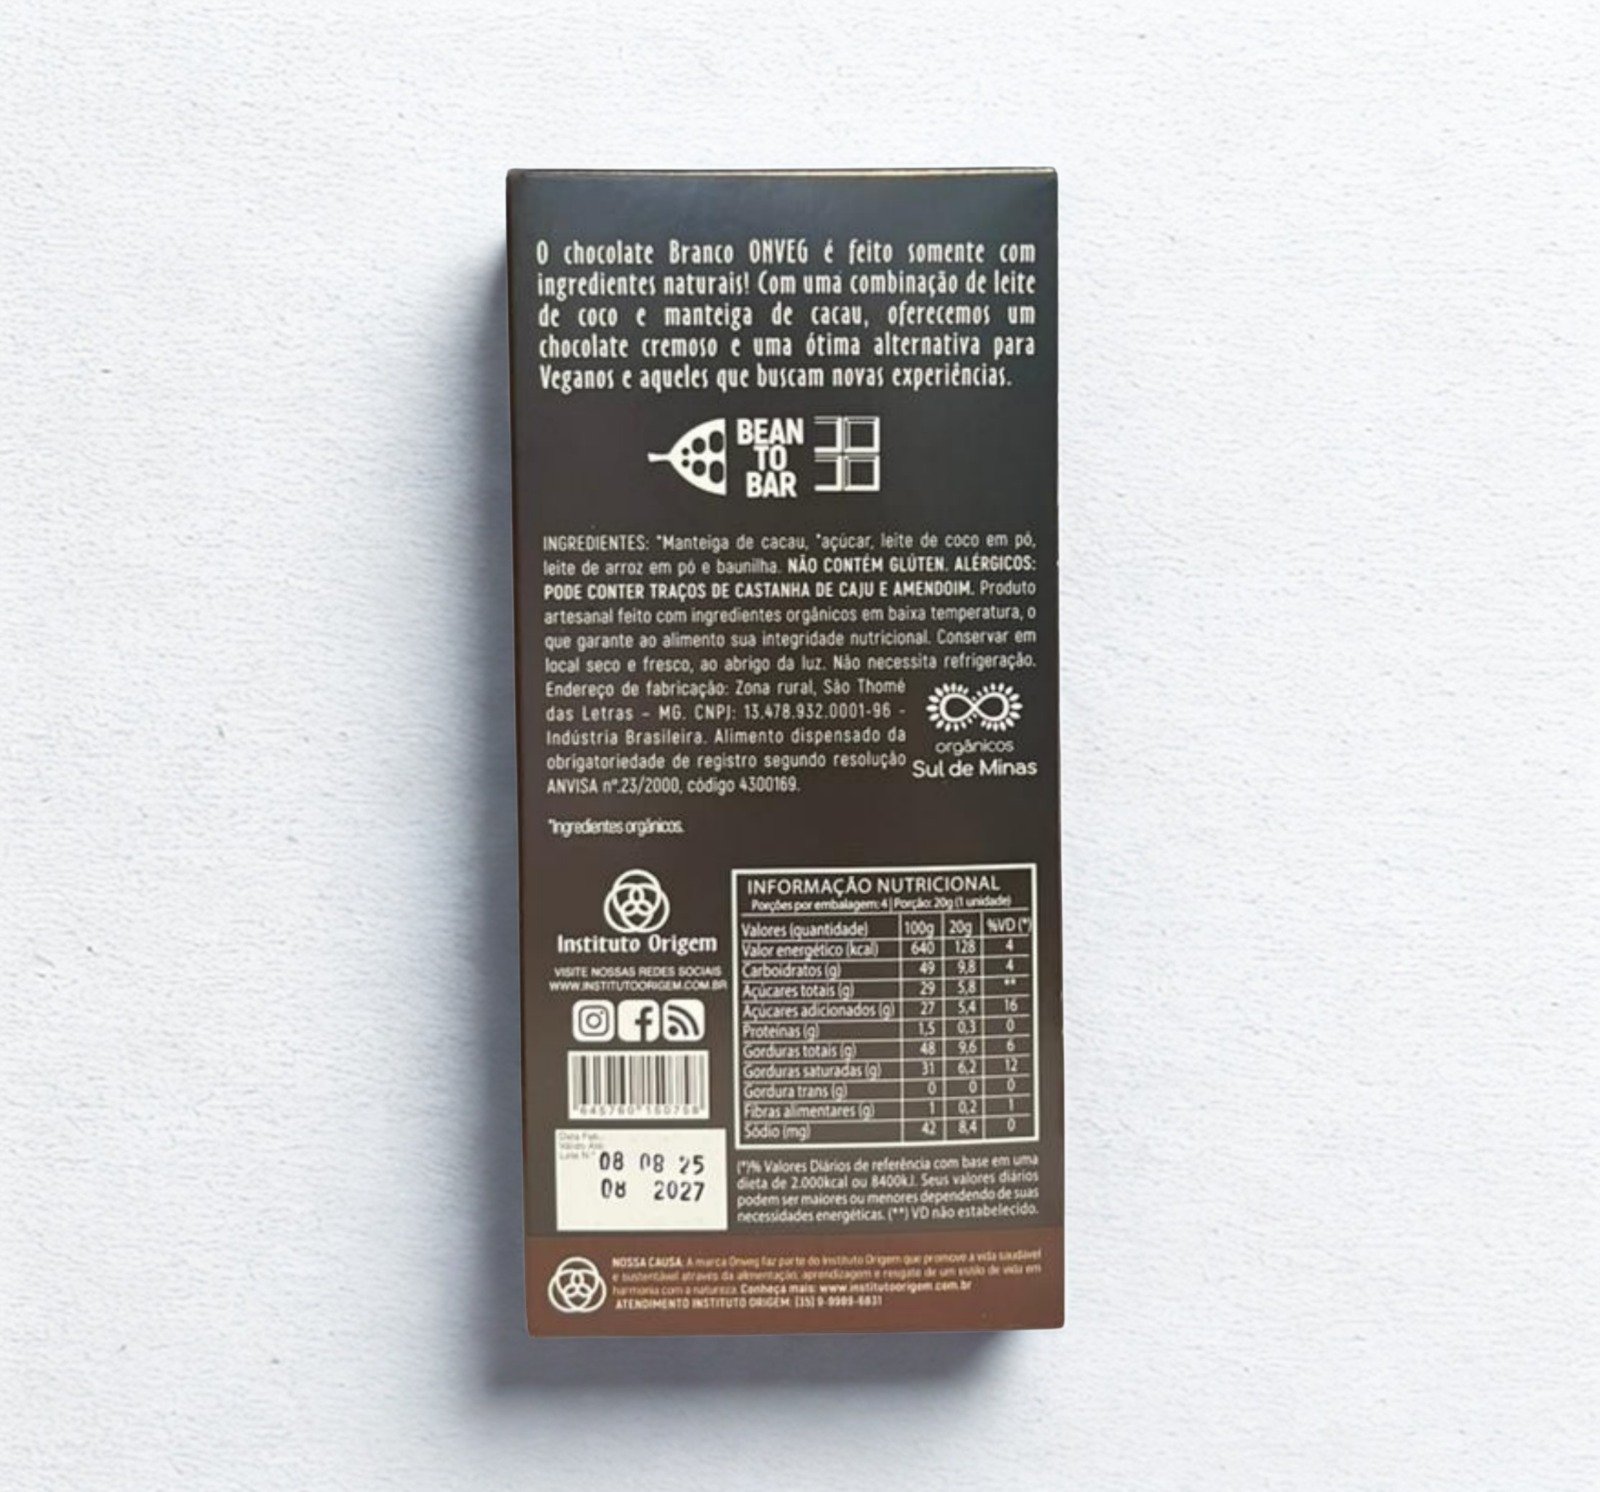 O chocolate Branco ONVEG é feito somente com
ingredientes naturais! Com uma combinação de leite
de coco e manteiga de cacau, oferecemos um
chocolate cremoso e uma ótima alternativa para
Veganos e aqueles que buscam novas experiências.
BEAN
TO
BAR
INGREDIENTES: *Manteiga de cacau, *açúcar, leite de coco em pó,
leite de arroz em pó e baunilha. NÃO CONTÉM GLÚTEN. ALÉRGICOS:
PODE CONTER TRAÇOS DE CASTANHA DE CAJU E AMENDOIM. Produto
artesanal feito com ingredientes orgânicos em baixa temperatura, o
que garante ao alimento sua integridade nutricional. Conservar em
local seco e fresco, ao abrigo da luz. Não necessita refrigeração.
Endereço de fabricação: Zona rural, São Thomé
das Letras - MG. CNPJ: 13.478.932.0001-96 -
Indústria Brasileira. Alimento dispensado da
obrigatoriedade de registro segundo resolução
ANVISA nº.23/2000, código 4300169.
orgânicos
Sul de Minas
*Ingredientes orgânicos.
Instituto Origem
VISITE NOSSAS REDES SOCIAIS
WWW.INSTITUTOORIGEM.COM.BR
645760 150758
Data Fab.:
Válido Até:
Lote N.º
08 08 25
08 2027
INFORMAÇÃO NUTRICIONAL
Porções por embalagem: 4 | Porção: 20g (1 unidade)
Valores (quantidade) 100g 20g %VD (*)
Valor energético (kcal) 640 128 4
Carboidratos (g) 49 9,8 4
Açúcares totais (g) 29 5,8 **
Açúcares adicionados (g) 27 5,4 16
Proteínas (g) 1,5 0,3 0
Gorduras totais (g) 48 9,6 6
Gorduras saturadas (g) 31 6,2 12
Gordura trans (g) 0 0 0
Fibras alimentares (g) 1 0,2 1
Sódio (mg) 42 8,4 0
(*)% Valores Diários de referência com base em uma
dieta de 2.000kcal ou 8400kJ. Seus valores diários
podem ser maiores ou menores dependendo de suas
necessidades energéticas. (**) VD não estabelecido.
NOSSA CAUSA: A marca Onveg faz parte do Instituto Origem que promove a vida saudável
e sustentável através da alimentação, aprendizagem e resgate de um estilo de vida em
harmonia com a natureza. Conheça mais: www.institutoorigem.com.br
ATENDIMENTO INSTITUTO ORIGEM: (35) 9-9989-6831